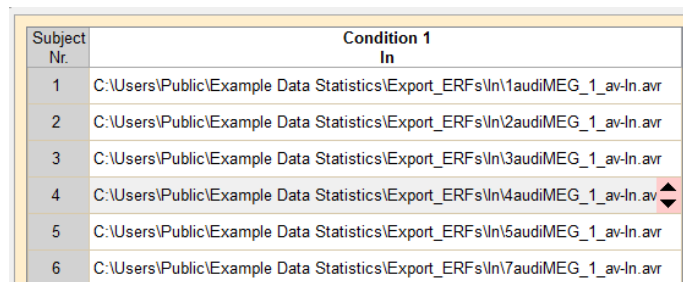 Subject Nr. Condition 1 In
1 C:\Users\Public\Example Data Statistics\Export_ERFs\In\1audiMEG_1_av-In.avr
2 C:\Users\Public\Example Data Statistics\Export_ERFs\In\2audiMEG_1_av-In.avr
3 C:\Users\Public\Example Data Statistics\Export_ERFs\In\3audiMEG_1_av-In.avr
4 C:\Users\Public\Example Data Statistics\Export_ERFs\In\4audiMEG_1_av-In.av
5 C:\Users\Public\Example Data Statistics\Export_ERFs\In\5audiMEG_1_av-In.avr
6 C:\Users\Public\Example Data Statistics\Export_ERFs\In\7audiMEG_1_av-In.avr